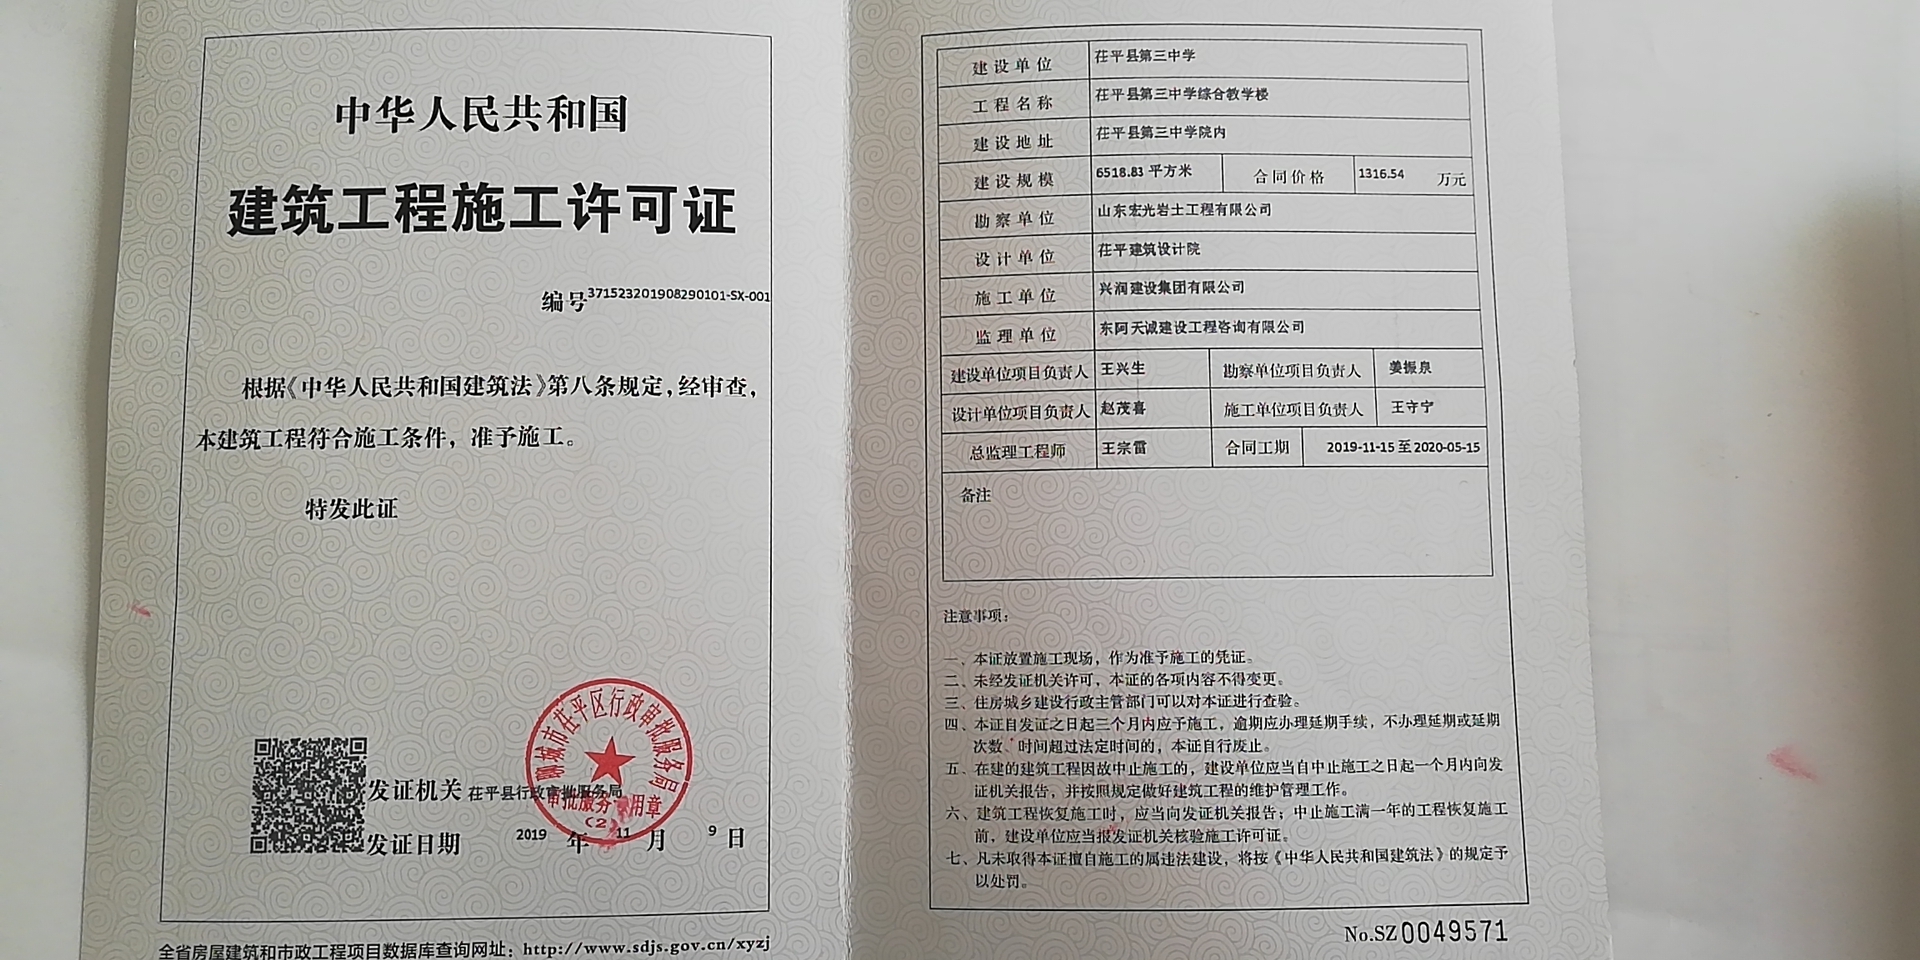 中华人民共和国
建筑工程施工许可证
编号371523201908290101-SX-001
根据《中华人民共和国建筑法》第八条规定，经审查，
本建筑工程符合施工条件，准予施工。
特发此证
发证机关 茌平县行政审批服务局
发证日期 2019 年 11 月 9 日
聊城市茌平区行政审批服务局
审批服务专用章
(2)
全省房屋建筑和市政工程项目数据库查询网址：http://www.sdjs.gov.cn/xyzj
建设单位 茌平县第三中学
工程名称 茌平县第三中学综合教学楼
建设地址 茌平县第三中学院内
建设规模 6518.83 平方米 合同价格 1316.54 万元
勘察单位 山东宏光岩土工程有限公司
设计单位 茌平建筑设计院
施工单位 兴润建设集团有限公司
监理单位 东阿天诚建设工程咨询有限公司
建设单位项目负责人 王兴生 勘察单位项目负责人 姜振泉
设计单位项目负责人 赵茂喜 施工单位项目负责人 王守宁
总监理工程师 王宗雷 合同工期 2019-11-15 至 2020-05-15
备注
注意事项：
一、本证放置施工现场，作为准予施工的凭证。
二、未经发证机关许可，本证的各项内容不得变更。
三、住房城乡建设行政主管部门可以对本证进行查验。
四、本证自发证之日起三个月内应予施工，逾期应办理延期手续，不办理延期或延期
次数、时间超过法定时间的，本证自行废止。
五、在建的建筑工程因故中止施工的，建设单位应当自中止施工之日起一个月内向发
证机关报告，并按照规定做好建筑工程的维护管理工作。
六、建筑工程恢复施工时，应当向发证机关报告；中止施工满一年的工程恢复施工
前，建设单位应当报发证机关核验施工许可证。
七、凡未取得本证擅自施工的属违法建设，将按《中华人民共和国建筑法》的规定予
以处罚。
No.SZ0049571